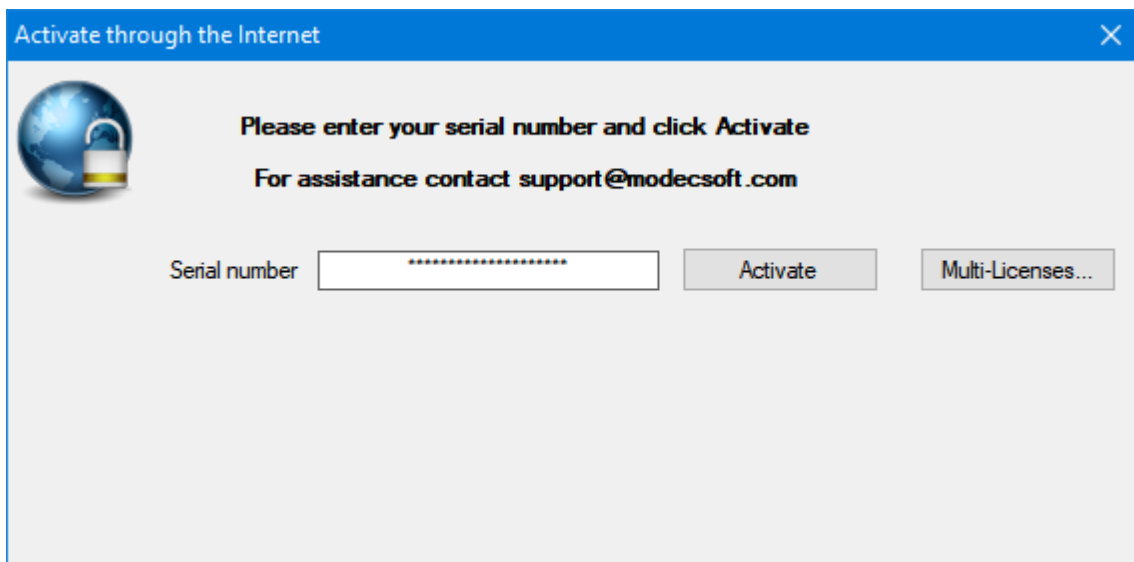 Activate through the Internet
Please enter your serial number and click Activate
For assistance contact support@modecsoft.com
Serial number ******************** Activate Multi-Licenses...